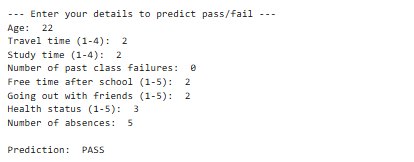 --- Enter your details to predict pass/fail ---
Age:  22
Travel time (1-4):  2
Study time (1-4):  2
Number of past class failures:  0
Free time after school (1-5):  2
Going out with friends (1-5):  2
Health status (1-5):  3
Number of absences:  5

Prediction:  PASS